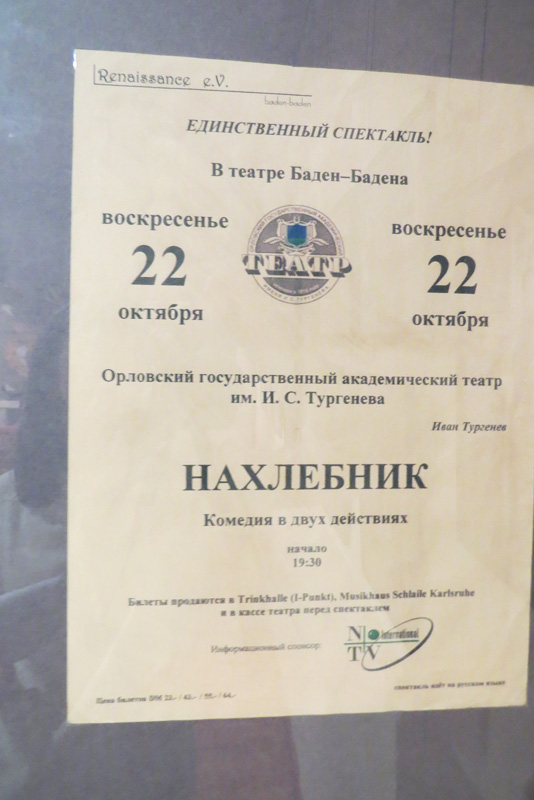 Renaissance e.V.
baden-baden
ЕДИНСТВЕННЫЙ СПЕКТАКЛЬ!
В театре Баден–Бадена
воскресенье
22
октября
ТЕАТР
воскресенье
22
октября
Орловский государственный академический театр
им. И. С. Тургенева
Иван Тургенев
НАХЛЕБНИК
Комедия в двух действиях
начало
19:30
Билеты продаются в Trinkhalle (I-Punkt), Musikhaus Schlaile Karlsruhe
и в кассе театра перед спектаклем
Информационный спонсор:
NTV International
спектакль идёт на русском языке
Цена билетов DM 22,- / 42,- / 55,- / 64,-